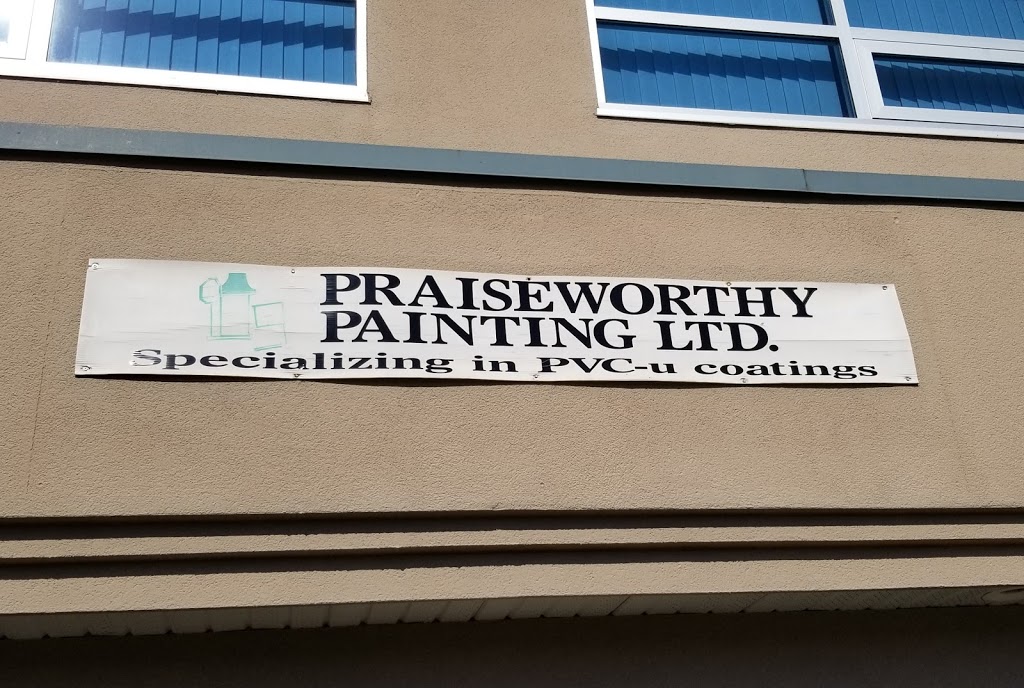 PRAISEWORTHY
PAINTING LTD.
Specializing in PVC-u coatings